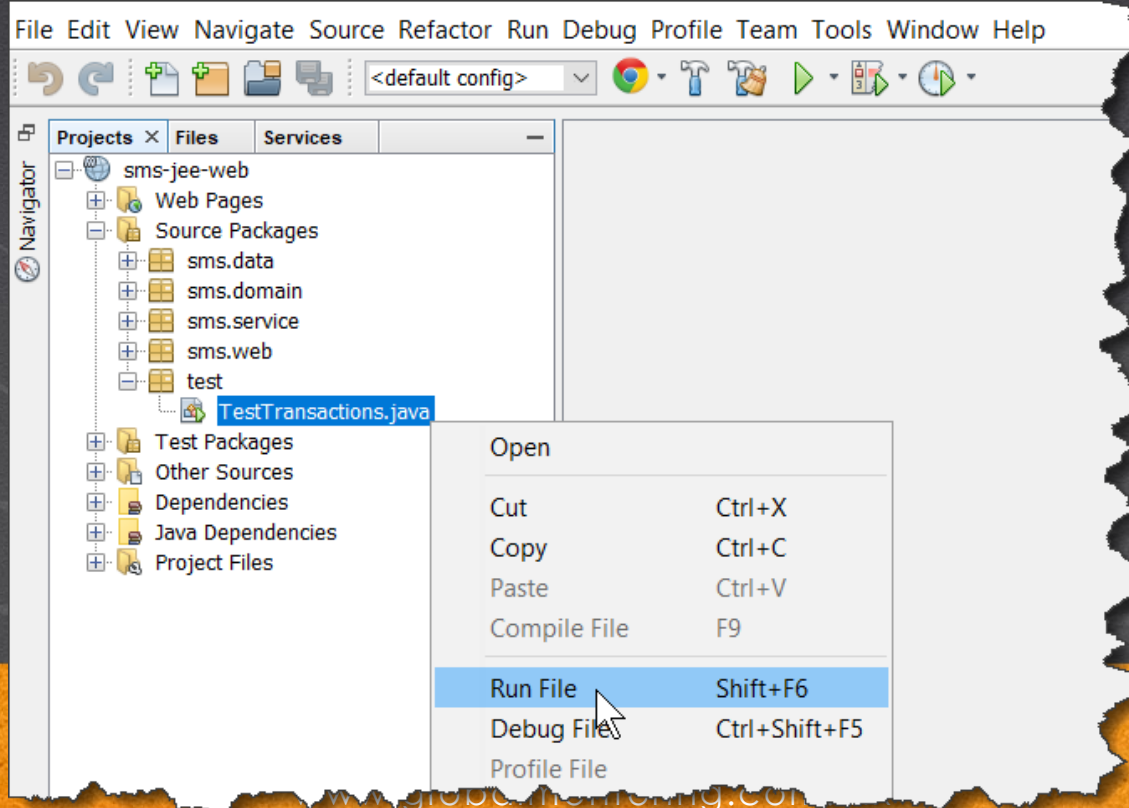 File Edit View Navigate Source Refactor Run Debug Profile Team Tools Window Help
<default config>
Projects Files Services
Navigator
sms-jee-web
Web Pages
Source Packages
sms.data
sms.domain
sms.service
sms.web
test
TestTransactions.java
Test Packages
Other Sources
Dependencies
Java Dependencies
Project Files
Open
Cut Ctrl+X
Copy Ctrl+C
Paste Ctrl+V
Compile File F9
Run File Shift+F6
Debug File Ctrl+Shift+F5
Profile File